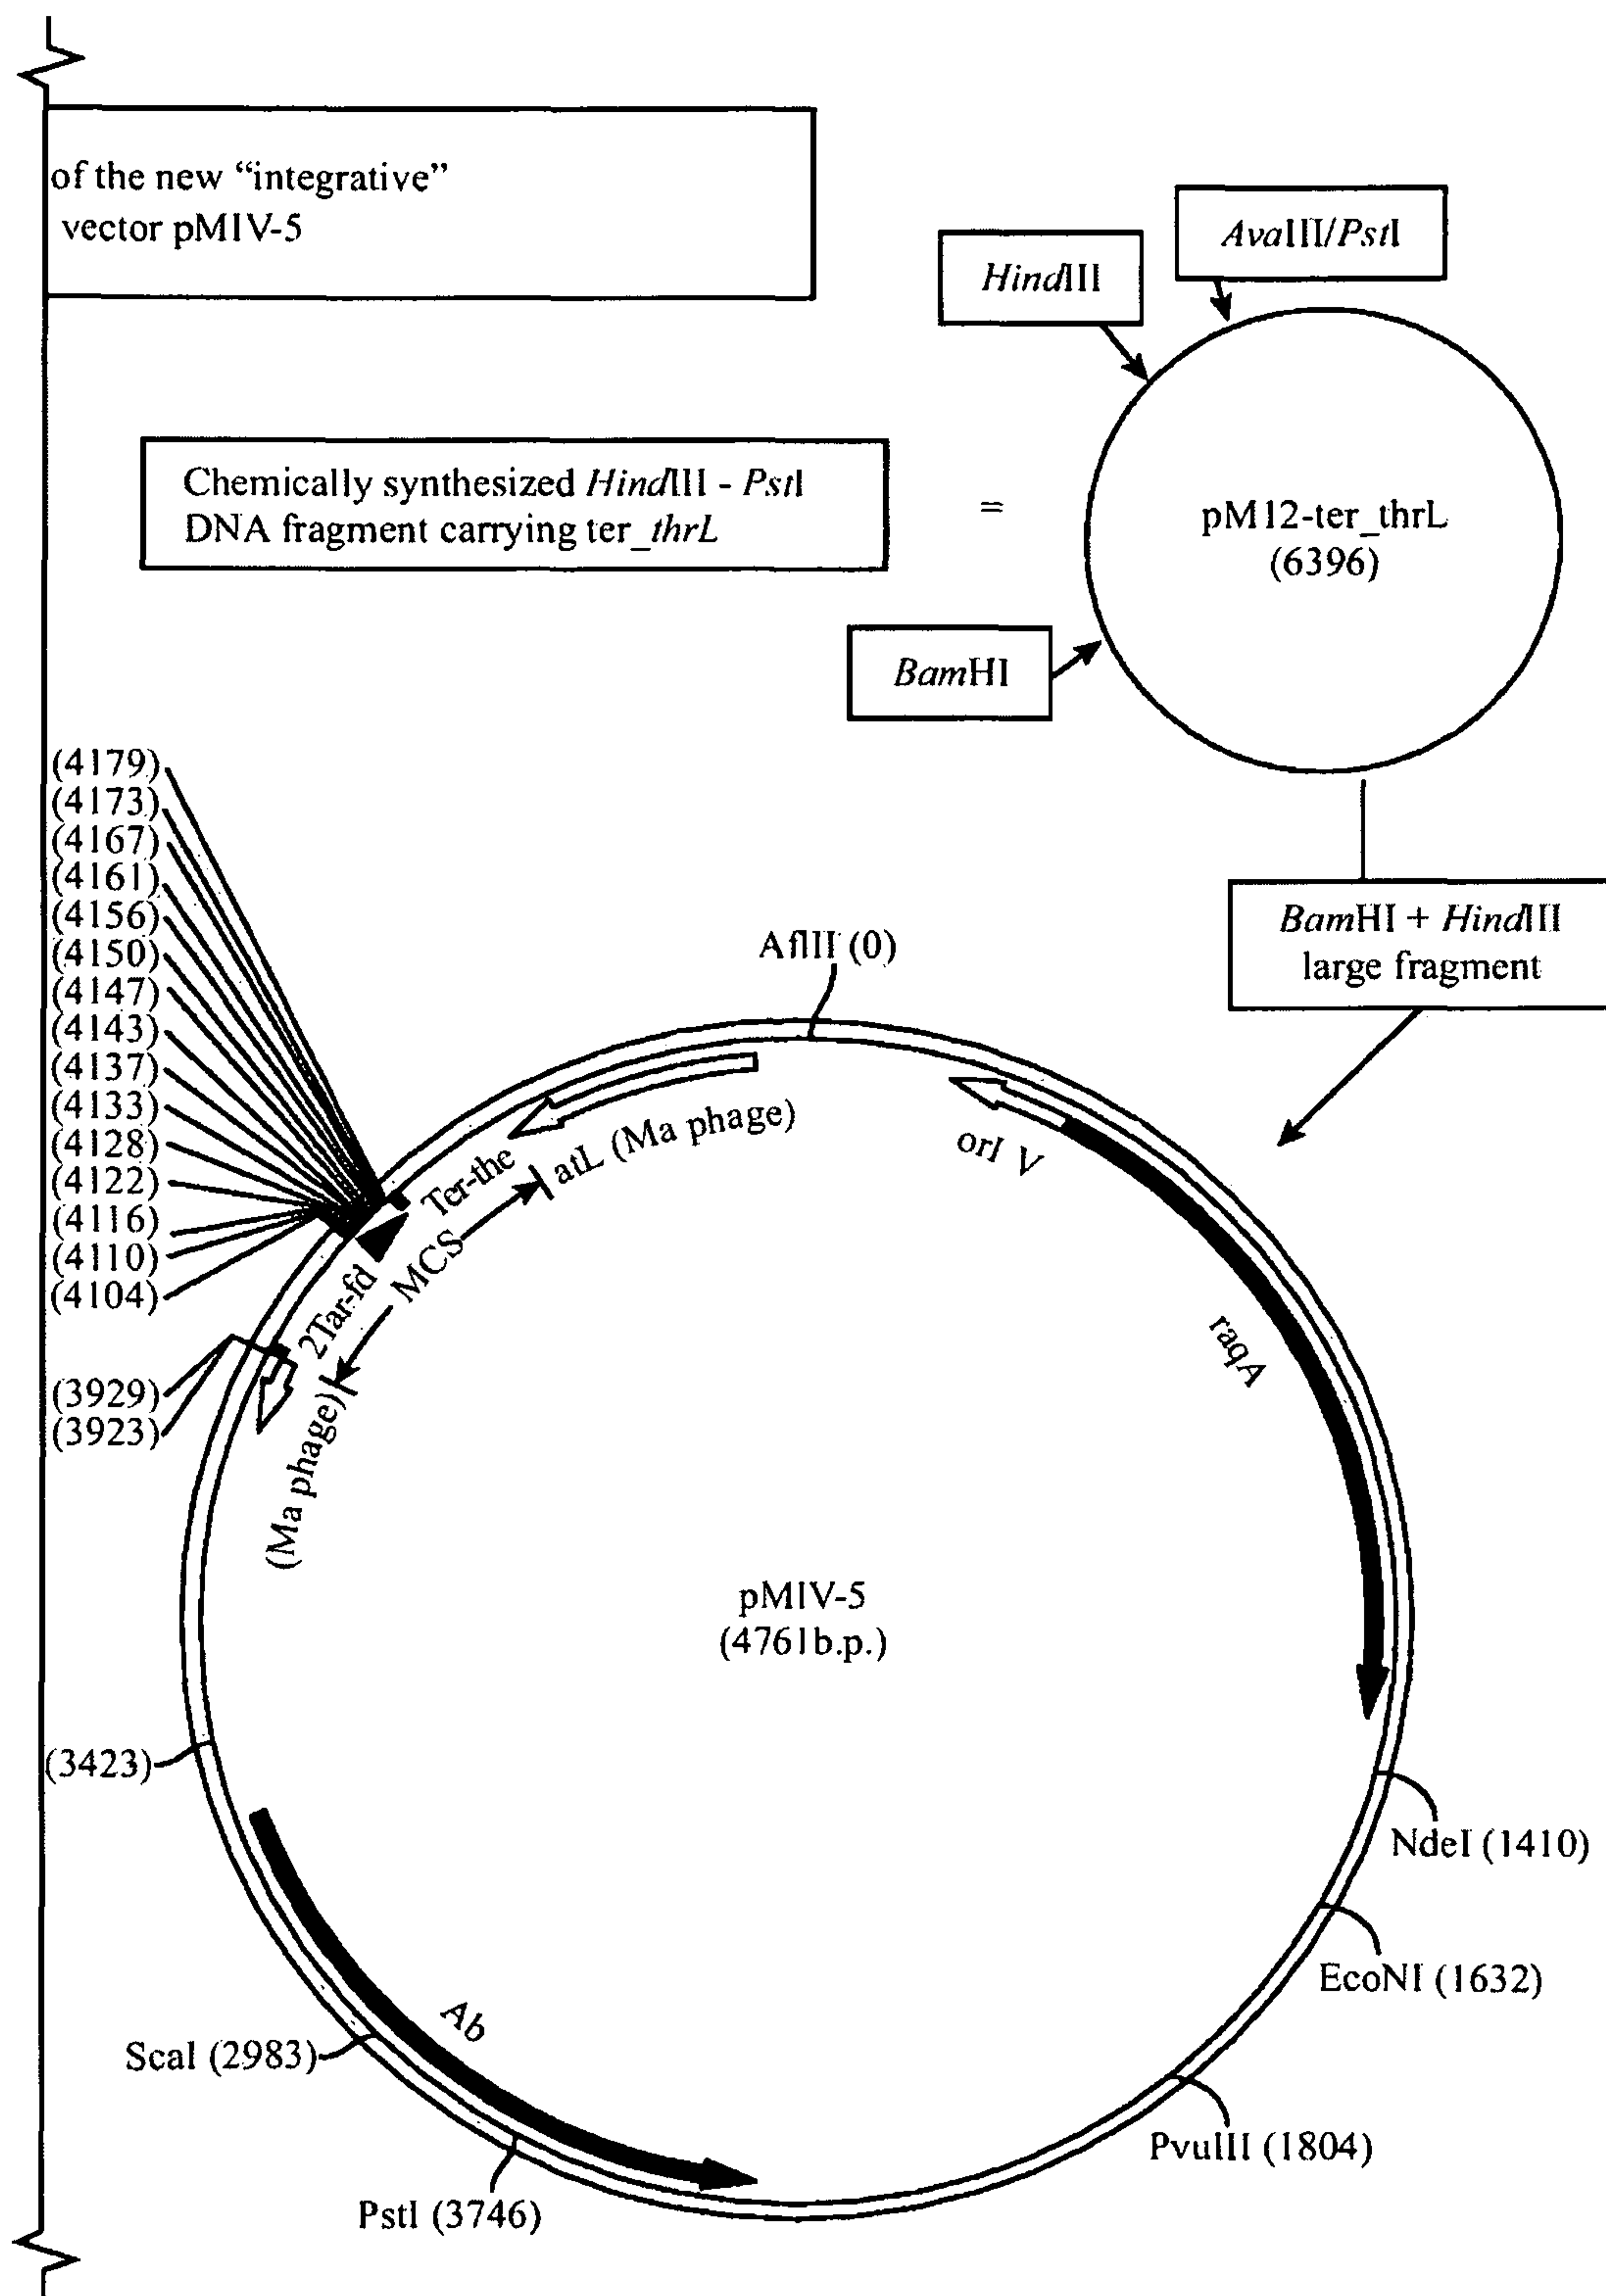 of the new “integrative”
vector pMIV-5
AvaIII/PstI
HindIII
Chemically synthesized HindIII - PstI
DNA fragment carrying ter_thrL
=
pM12-ter_thrL
(6396)
BamHI
(4179)
(4173)
(4167)
(4161)
(4156)
(4150)
(4147)
(4143)
(4137)
(4133)
(4128)
(4122)
(4116)
(4110)
(4104)
(3929)
(3923)
BamHI + HindIII
large fragment
AflII (0)
atL (Ma phage)
orI V
Ter-the
MCS
2Tar-fd
(Ma phage)
raqA
pMIV-5
(4761b.p.)
(3423)
NdeI (1410)
EcoNI (1632)
Ab
ScaI (2983)
PvuIII (1804)
PstI (3746)